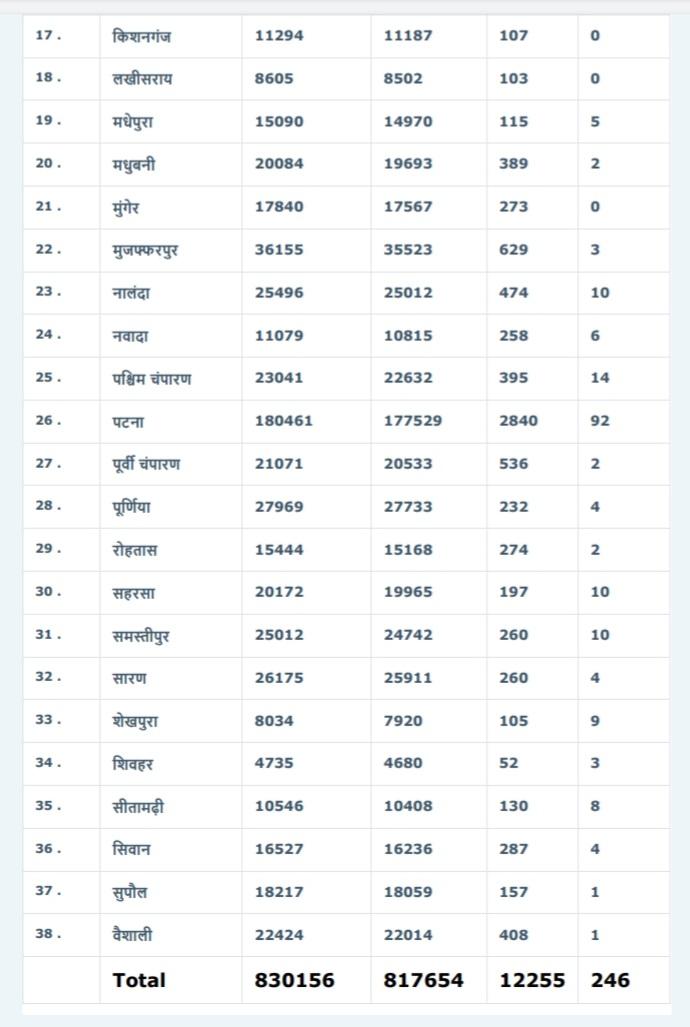 17 . किशनगंज 11294 11187 107 0
18 . लखीसराय 8605 8502 103 0
19 . मधेपुरा 15090 14970 115 5
20 . मधुबनी 20084 19693 389 2
21 . मुंगेर 17840 17567 273 0
22 . मुजफ्फरपुर 36155 35523 629 3
23 . नालंदा 25496 25012 474 10
24 . नवादा 11079 10815 258 6
25 . पश्चिम चंपारण 23041 22632 395 14
26 . पटना 180461 177529 2840 92
27 . पूर्वी चंपारण 21071 20533 536 2
28 . पूर्णिया 27969 27733 232 4
29 . रोहतास 15444 15168 274 2
30 . सहरसा 20172 19965 197 10
31 . समस्तीपुर 25012 24742 260 10
32 . सारण 26175 25911 260 4
33 . शेखपुरा 8034 7920 105 9
34 . शिवहर 4735 4680 52 3
35 . सीतामढ़ी 10546 10408 130 8
36 . सिवान 16527 16236 287 4
37 . सुपौल 18217 18059 157 1
38 . वैशाली 22424 22014 408 1
Total 830156 817654 12255 246